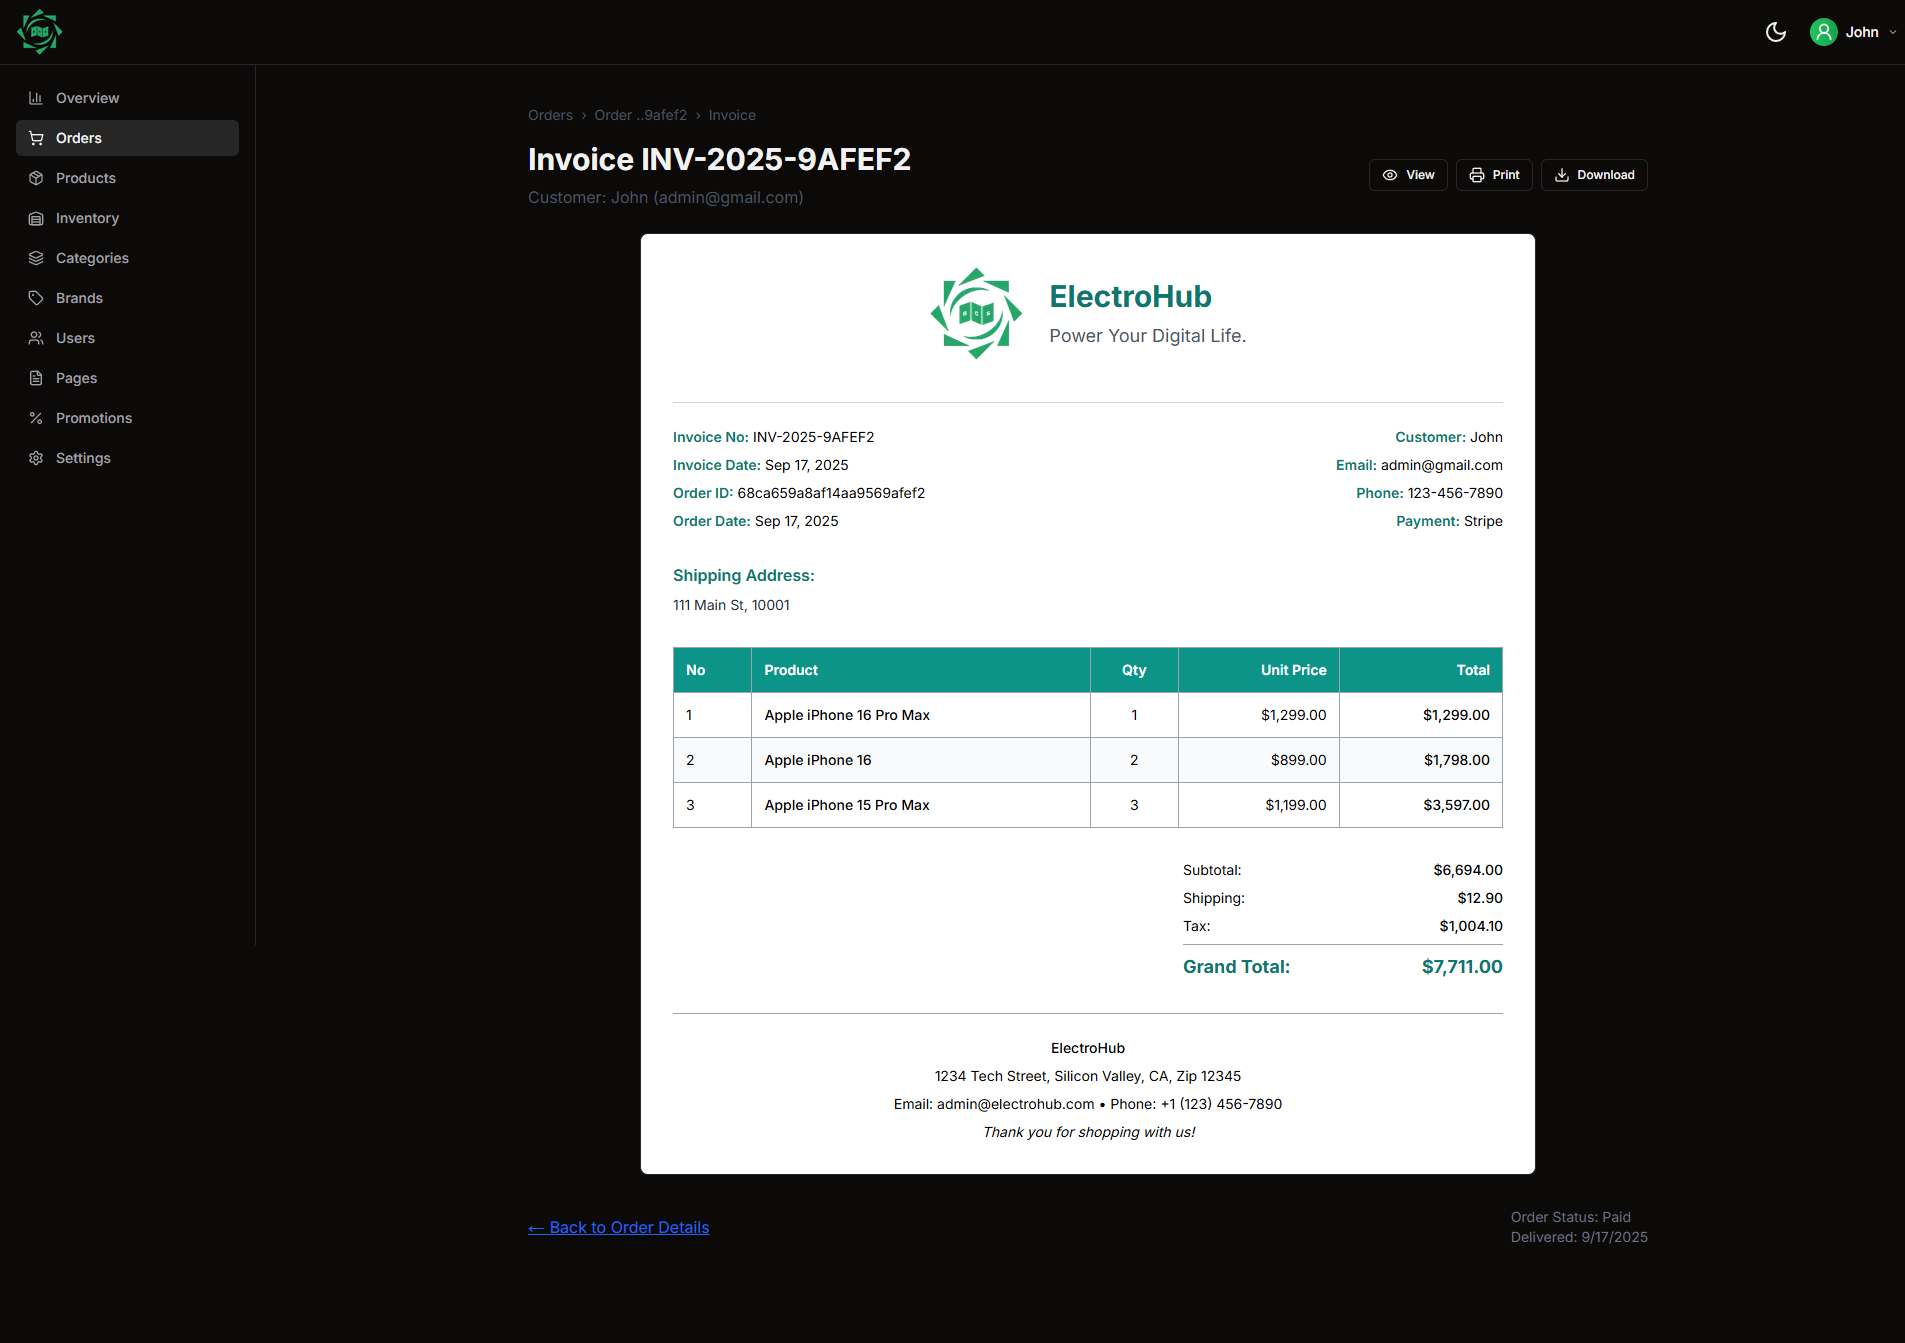 John
Overview
Orders
Products
Inventory
Categories
Brands
Users
Pages
Promotions
Settings
Orders › Order ..9afef2 › Invoice
Invoice INV-2025-9AFEF2
Customer: John (admin@gmail.com)
View
Print
Download
ElectroHub
Power Your Digital Life.
Invoice No: INV-2025-9AFEF2
Invoice Date: Sep 17, 2025
Order ID: 68ca659a8af14aa9569afef2
Order Date: Sep 17, 2025
Customer: John
Email: admin@gmail.com
Phone: 123-456-7890
Payment: Stripe
Shipping Address:
111 Main St, 10001
No Product Qty Unit Price Total
1 Apple iPhone 16 Pro Max 1 $1,299.00 $1,299.00
2 Apple iPhone 16 2 $899.00 $1,798.00
3 Apple iPhone 15 Pro Max 3 $1,199.00 $3,597.00
Subtotal: $6,694.00
Shipping: $12.90
Tax: $1,004.10
Grand Total: $7,711.00
ElectroHub
1234 Tech Street, Silicon Valley, CA, Zip 12345
Email: admin@electrohub.com • Phone: +1 (123) 456-7890
Thank you for shopping with us!
← Back to Order Details
Order Status: Paid
Delivered: 9/17/2025